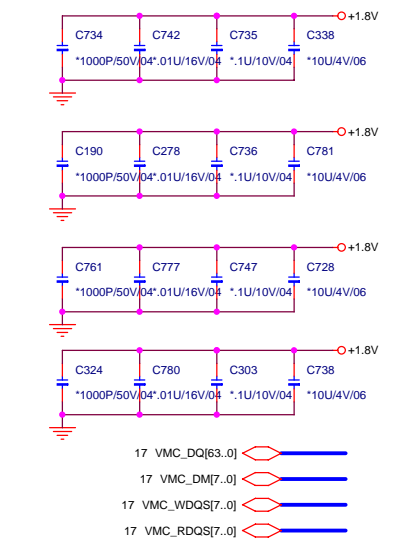 +1.8V
C734 C742 C735 C338
*1000P/50V/04 *.01U/16V/04 *.1U/10V/04 *10U/4V/06
+1.8V
C190 C278 C736 C781
*1000P/50V/04 *.01U/16V/04 *.1U/10V/04 *10U/4V/06
+1.8V
C761 C777 C747 C728
*1000P/50V/04 *.01U/16V/04 *.1U/10V/04 *10U/4V/06
+1.8V
C324 C780 C303 C738
*1000P/50V/04 *.01U/16V/04 *.1U/10V/04 *10U/4V/06
17 VMC_DQ[63..0]
17 VMC_DM[7..0]
17 VMC_WDQS[7..0]
17 VMC_RDQS[7..0]